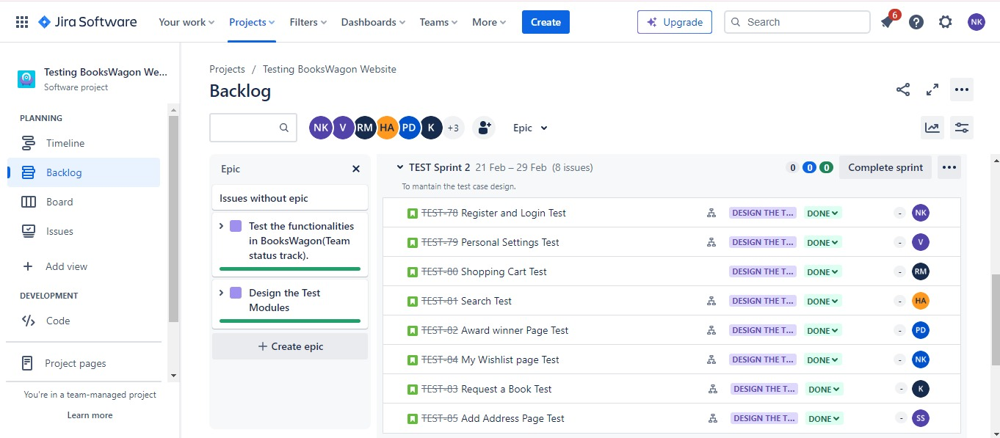 Jira Software Your work Projects Filters Dashboards Teams More Create Upgrade Search 6 NK
Testing BooksWagon We...
Software project
PLANNING
Timeline
Backlog
Board
Issues
Add view
DEVELOPMENT
Code
Project pages
You're in a team-managed project
Learn more
Projects / Testing BooksWagon Website
Backlog
NK V RM HA PD K +3 Epic
Epic
Issues without epic
Test the functionalities
in BooksWagon(Team
status track).
Design the Test
Modules
+ Create epic
TEST Sprint 2 21 Feb – 29 Feb (8 issues) 0 0 0 Complete sprint
To mantain the test case design.
TEST-78 Register and Login Test DESIGN THE T... DONE - NK
TEST-79 Personal Settings Test DESIGN THE T... DONE - V
TEST-80 Shopping Cart Test DESIGN THE T... DONE - RM
TEST-81 Search Test DESIGN THE T... DONE - HA
TEST-82 Award winner Page Test DESIGN THE T... DONE - PD
TEST-84 My Wishlist page Test DESIGN THE T... DONE - NK
TEST-83 Request a Book Test DESIGN THE T... DONE - K
TEST-85 Add Address Page Test DESIGN THE T... DONE - SS